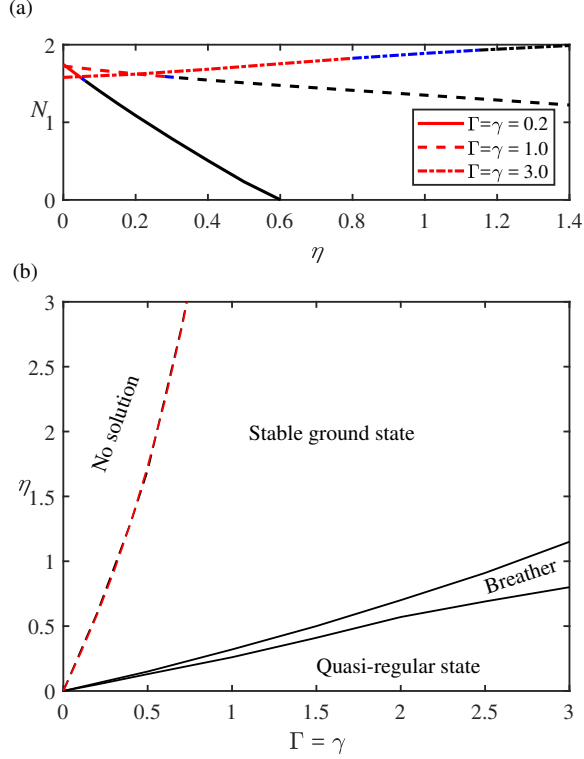 (a)
2
1
0
N
0 0.2 0.4 0.6 0.8 1 1.2 1.4
η
Γ=γ = 0.2
Γ=γ = 1.0
Γ=γ = 3.0
(b)
3
2.5
2
1.5
1
0.5
0
η
No solution
Stable ground state
Breather
Quasi-regular state
0 0.5 1 1.5 2 2.5 3
Γ = γ